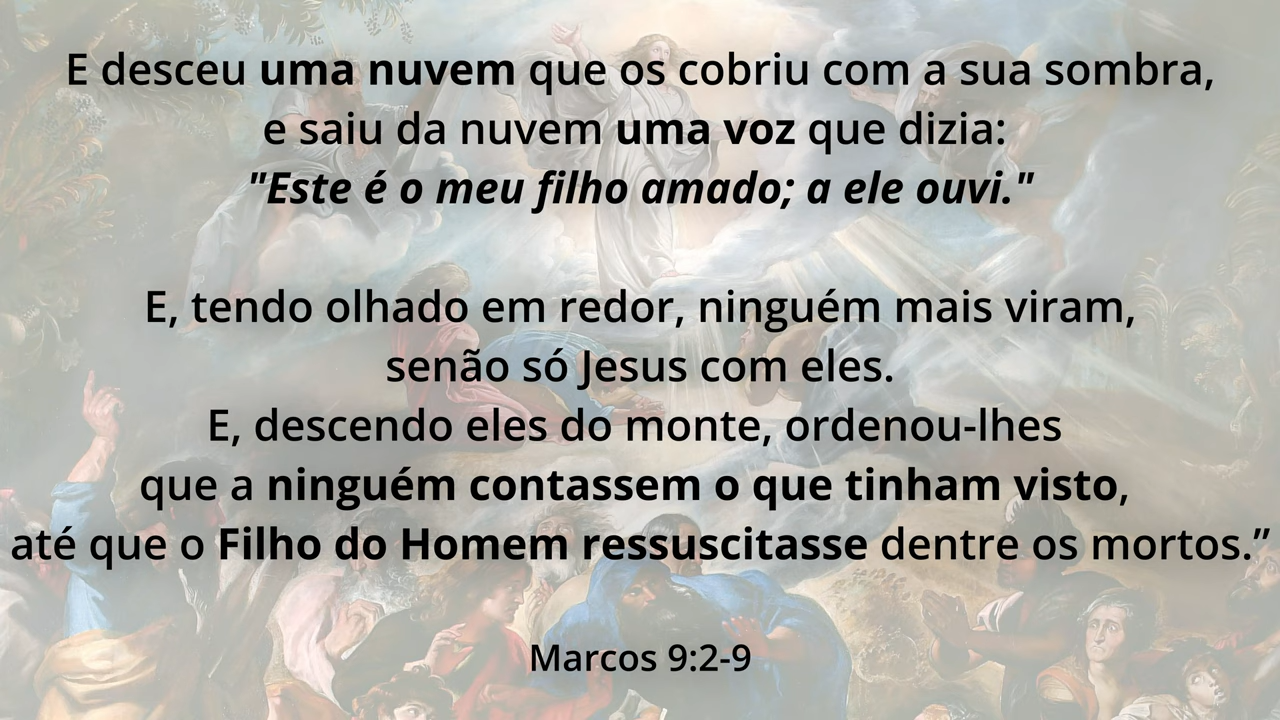 E desceu uma nuvem que os cobriu com a sua sombra,
e saiu da nuvem uma voz que dizia:
"Este é o meu filho amado; a ele ouvi."
E, tendo olhado em redor, ninguém mais viram,
senão só Jesus com eles.
E, descendo eles do monte, ordenou-lhes
que a ninguém contassem o que tinham visto,
até que o Filho do Homem ressuscitasse dentre os mortos.”
Marcos 9:2-9